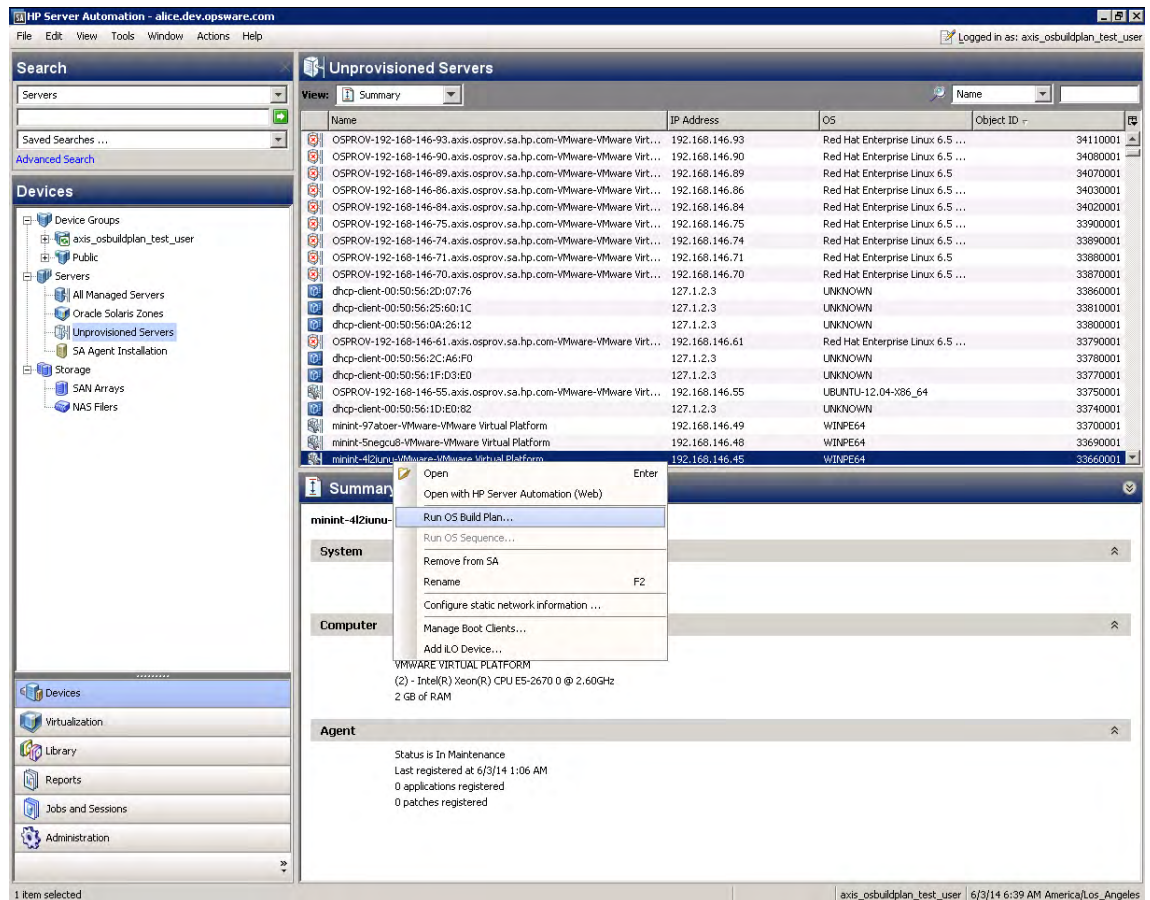 HP Server Automation - alice.dev.opsware.com
File Edit View Tools Window Actions Help
Logged in as: axis_osbuildplan_test_user
Search
Servers
Saved Searches ...
Advanced Search
Devices
Device Groups
axis_osbuildplan_test_user
Public
Servers
All Managed Servers
Oracle Solaris Zones
Unprovisioned Servers
SA Agent Installation
Storage
SAN Arrays
NAS Filers
Devices
Virtualization
Library
Reports
Jobs and Sessions
Administration
Unprovisioned Servers
View: Summary Name
Name IP Address OS Object ID
OSPROV-192-168-146-93.axis.osprov.sa.hp.com-VMware-VMware Virt... 192.168.146.93 Red Hat Enterprise Linux 6.5 ... 34110001
OSPROV-192-168-146-90.axis.osprov.sa.hp.com-VMware-VMware Virt... 192.168.146.90 Red Hat Enterprise Linux 6.5 ... 34080001
OSPROV-192-168-146-89.axis.osprov.sa.hp.com-VMware-VMware Virt... 192.168.146.89 Red Hat Enterprise Linux 6.5 34070001
OSPROV-192-168-146-86.axis.osprov.sa.hp.com-VMware-VMware Virt... 192.168.146.86 Red Hat Enterprise Linux 6.5 ... 34030001
OSPROV-192-168-146-84.axis.osprov.sa.hp.com-VMware-VMware Virt... 192.168.146.84 Red Hat Enterprise Linux 6.5 ... 34020001
OSPROV-192-168-146-75.axis.osprov.sa.hp.com-VMware-VMware Virt... 192.168.146.75 Red Hat Enterprise Linux 6.5 ... 33900001
OSPROV-192-168-146-74.axis.osprov.sa.hp.com-VMware-VMware Virt... 192.168.146.74 Red Hat Enterprise Linux 6.5 ... 33890001
OSPROV-192-168-146-71.axis.osprov.sa.hp.com-VMware-VMware Virt... 192.168.146.71 Red Hat Enterprise Linux 6.5 33880001
OSPROV-192-168-146-70.axis.osprov.sa.hp.com-VMware-VMware Virt... 192.168.146.70 Red Hat Enterprise Linux 6.5 ... 33870001
dhcp-client-00:50:56:2D:07:76 127.1.2.3 UNKNOWN 33860001
dhcp-client-00:50:56:25:60:1C 127.1.2.3 UNKNOWN 33810001
dhcp-client-00:50:56:0A:26:12 127.1.2.3 UNKNOWN 33800001
OSPROV-192-168-146-61.axis.osprov.sa.hp.com-VMware-VMware Virt... 192.168.146.61 Red Hat Enterprise Linux 6.5 ... 33790001
dhcp-client-00:50:56:2C:A6:F0 127.1.2.3 UNKNOWN 33780001
dhcp-client-00:50:56:1F:D3:E0 127.1.2.3 UNKNOWN 33770001
OSPROV-192-168-146-55.axis.osprov.sa.hp.com-VMware-VMware Virt... 192.168.146.55 UBUNTU-12.04-X86_64 33750001
dhcp-client-00:50:56:1D:E0:82 127.1.2.3 UNKNOWN 33740001
minint-97atoer-VMware-VMware Virtual Platform 192.168.146.49 WINPE64 33700001
minint-5negcu8-VMware-VMware Virtual Platform 192.168.146.48 WINPE64 33690001
minint-4l2iunu-VMware-VMware Virtual Platform 192.168.146.45 WINPE64 33660001
Open Enter
Open with HP Server Automation (Web)
Run OS Build Plan...
Run OS Sequence...
Remove from SA
Rename F2
Configure static network information ...
Manage Boot Clients...
Add iLO Device...
Summary
minint-4l2iunu-
System
Computer
VMWARE VIRTUAL PLATFORM
(2) - Intel(R) Xeon(R) CPU E5-2670 0 @ 2.60GHz
2 GB of RAM
Agent
Status is In Maintenance
Last registered at 6/3/14 1:06 AM
0 applications registered
0 patches registered
1 item selected
axis_osbuildplan_test_user 6/3/14 6:39 AM America/Los_Angeles